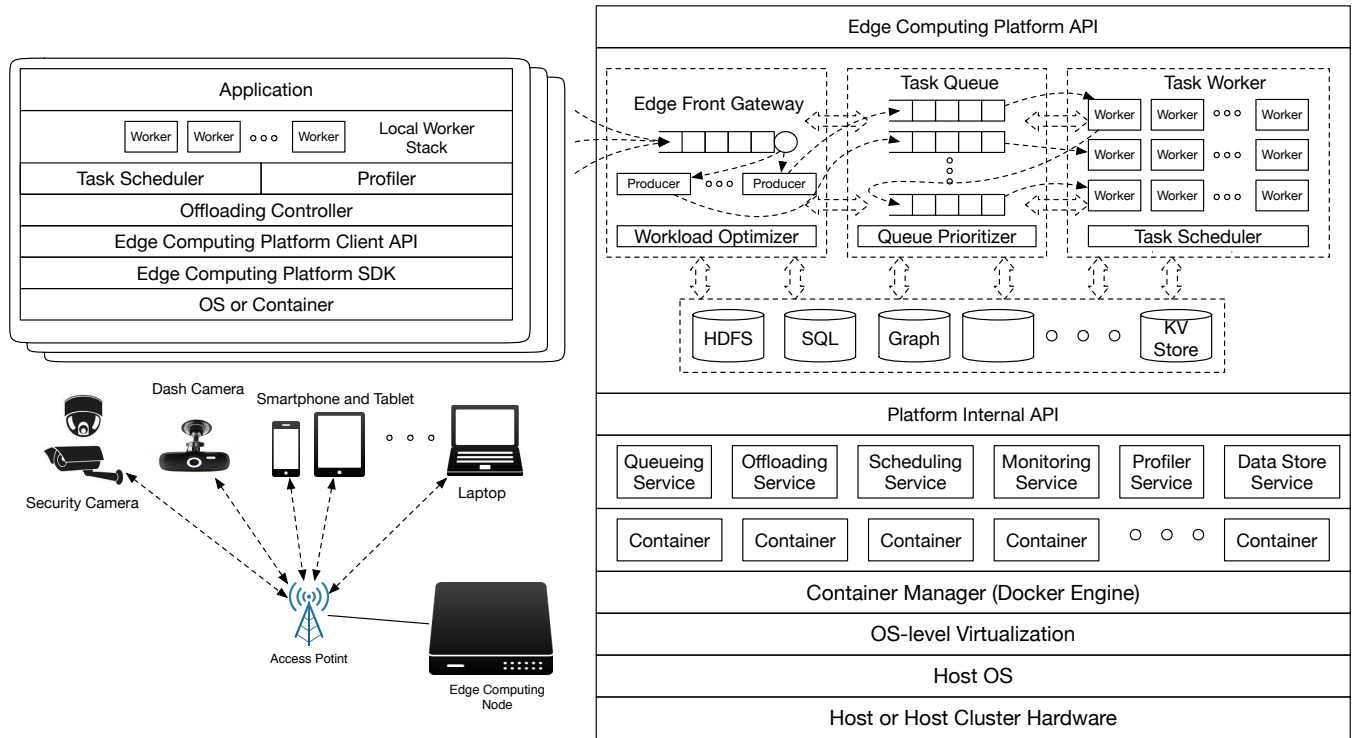 Application
Worker
Worker
Worker
Local Worker
Stack
Task Scheduler
Profiler
Offloading Controller
Edge Computing Platform Client API
Edge Computing Platform SDK
OS or Container
Dash Camera
Smartphone and Tablet
Security Camera
Laptop
Access Potint
Edge Computing
Node
Edge Computing Platform API
Edge Front Gateway
Producer
Producer
Workload Optimizer
Task Queue
Queue Prioritizer
Task Worker
Worker
Worker
Worker
Worker
Worker
Worker
Worker
Worker
Worker
Task Scheduler
HDFS
SQL
Graph
KV
Store
Platform Internal API
Queueing
Service
Offloading
Service
Scheduling
Service
Monitoring
Service
Profiler
Service
Data Store
Service
Container
Container
Container
Container
Container
Container Manager (Docker Engine)
OS-level Virtualization
Host OS
Host or Host Cluster Hardware